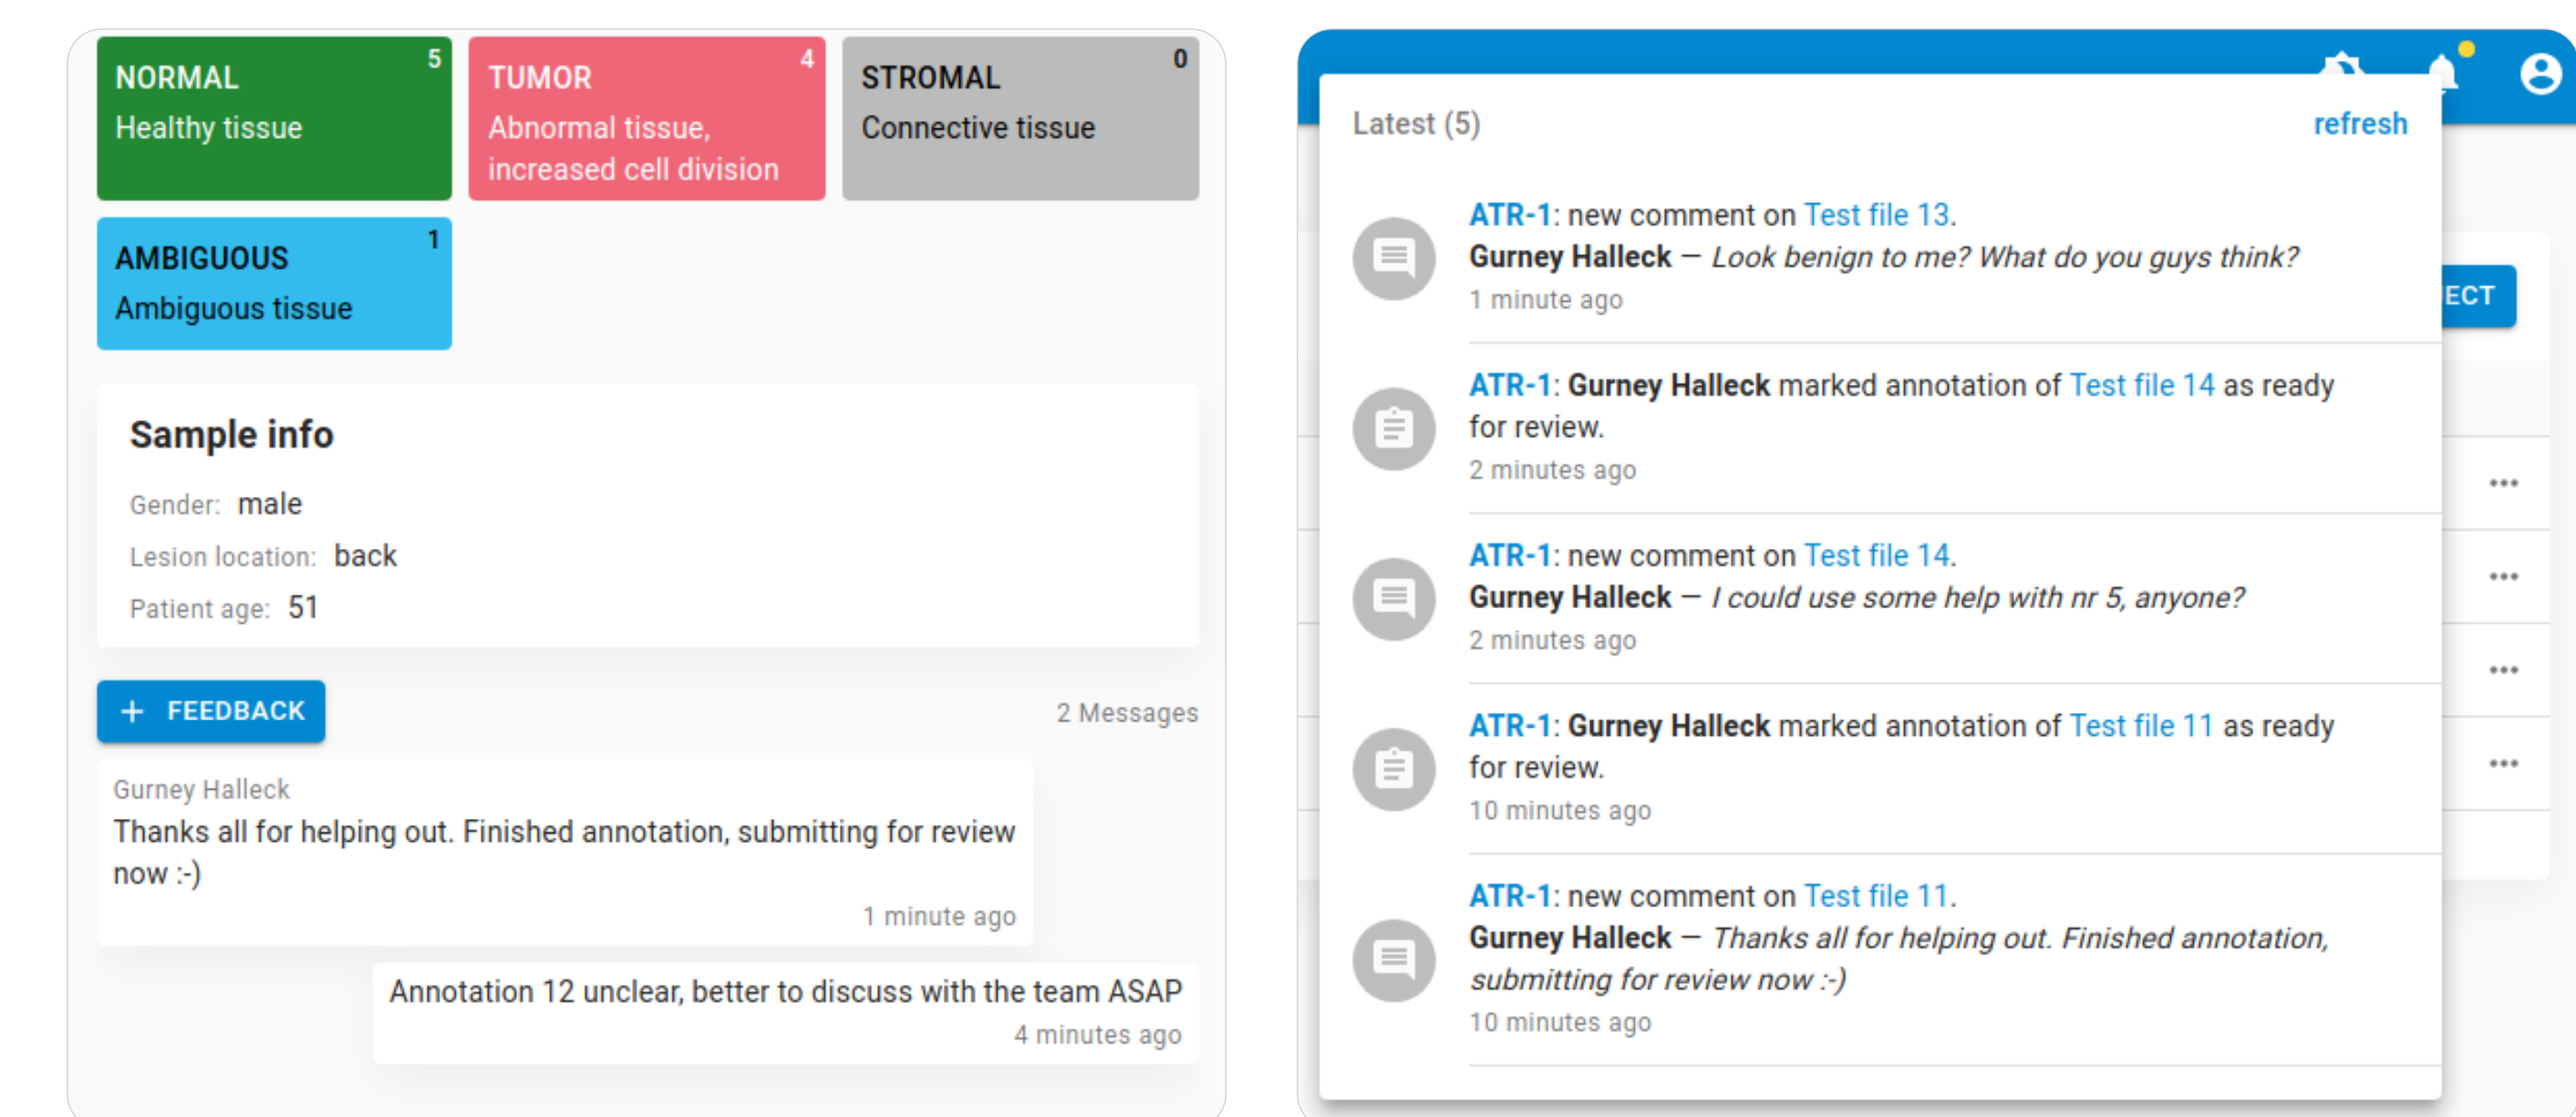 NORMAL 5
Healthy tissue
TUMOR 4
Abnormal tissue,
increased cell division
STROMAL 0
Connective tissue
AMBIGUOUS 1
Ambiguous tissue
Sample info
Gender: male
Lesion location: back
Patient age: 51
+ FEEDBACK
2 Messages
Gurney Halleck
Thanks all for helping out. Finished annotation, submitting for review
now :-)
1 minute ago
Annotation 12 unclear, better to discuss with the team ASAP
4 minutes ago
Latest (5)
refresh
ATR-1: new comment on Test file 13.
Gurney Halleck — Look benign to me? What do you guys think?
1 minute ago
ATR-1: Gurney Halleck marked annotation of Test file 14 as ready
for review.
2 minutes ago
ATR-1: new comment on Test file 14.
Gurney Halleck — I could use some help with nr 5, anyone?
2 minutes ago
ATR-1: Gurney Halleck marked annotation of Test file 11 as ready
for review.
10 minutes ago
ATR-1: new comment on Test file 11.
Gurney Halleck — Thanks all for helping out. Finished annotation,
submitting for review now :-)
10 minutes ago